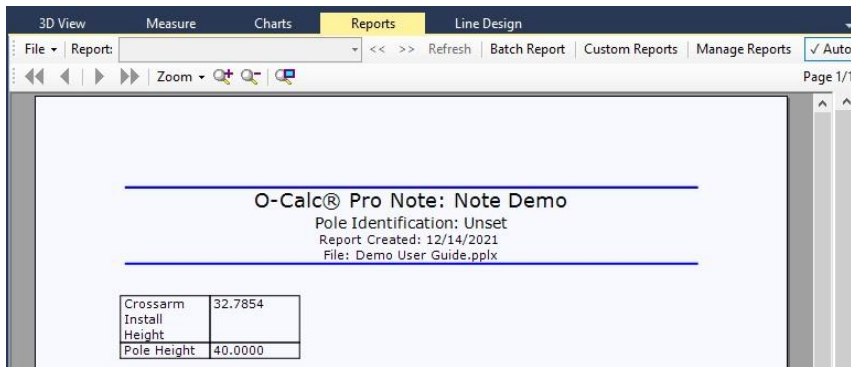 3D View Measure Charts Reports Line Design
File Report: << >> Refresh Batch Report Custom Reports Manage Reports ✓ Auto
Zoom Page 1/1
O-Calc® Pro Note: Note Demo
Pole Identification: Unset
Report Created: 12/14/2021
File: Demo User Guide.pplx
Crossarm 32.7854
Install
Height
Pole Height 40.0000